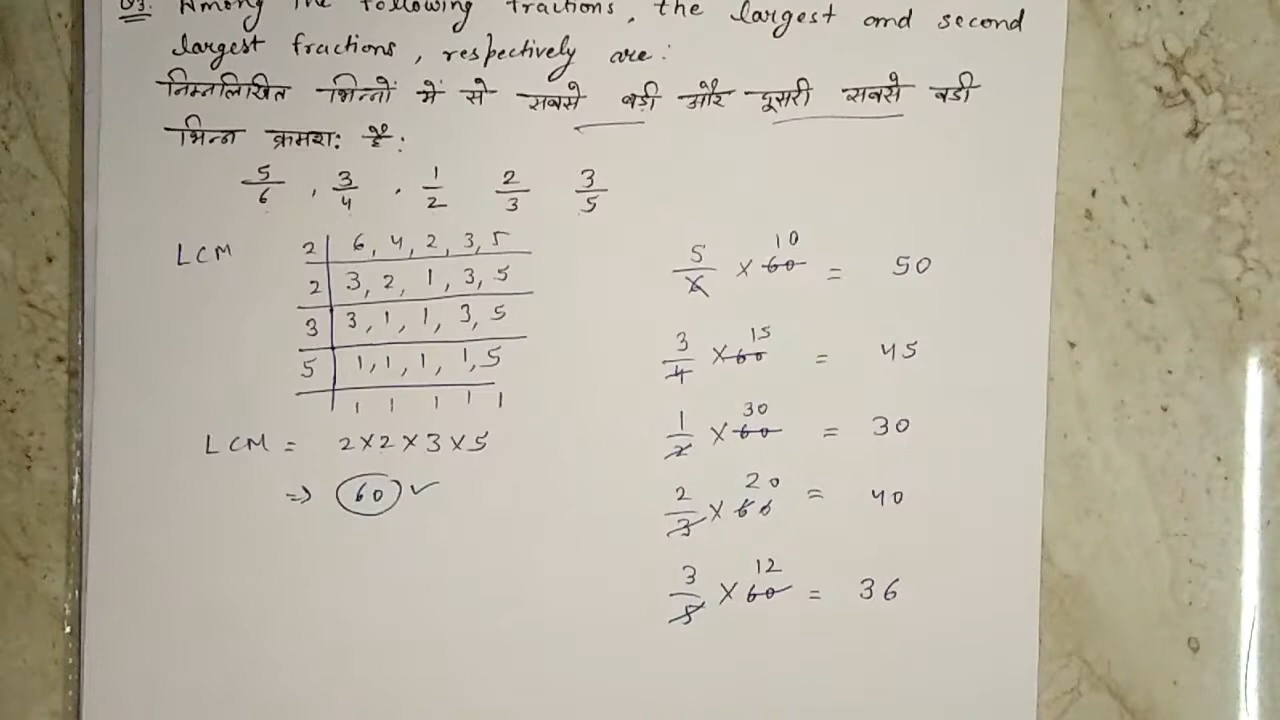 Q3. Among the following fractions, the largest and second
largest fractions, respectively are:
निम्नलिखित भिन्नों में से सबसे बड़ी और दूसरी सबसे बडी
भिन्न क्रमशः है:
5/6 , 3/4 , 1/2 2/3 3/5
LCM
2 | 6, 4, 2, 3, 5
2 | 3, 2, 1, 3, 5
3 | 3, 1, 1, 3, 5
5 | 1, 1, 1, 1, 5
1 1 1 1 1
LCM = 2×2×3×5
=> 60 ✓
10
5/6 × 60 = 50
15
3/4 × 60 = 45
30
1/2 × 60 = 30
20
2/3 × 60 = 40
12
3/5 × 60 = 36